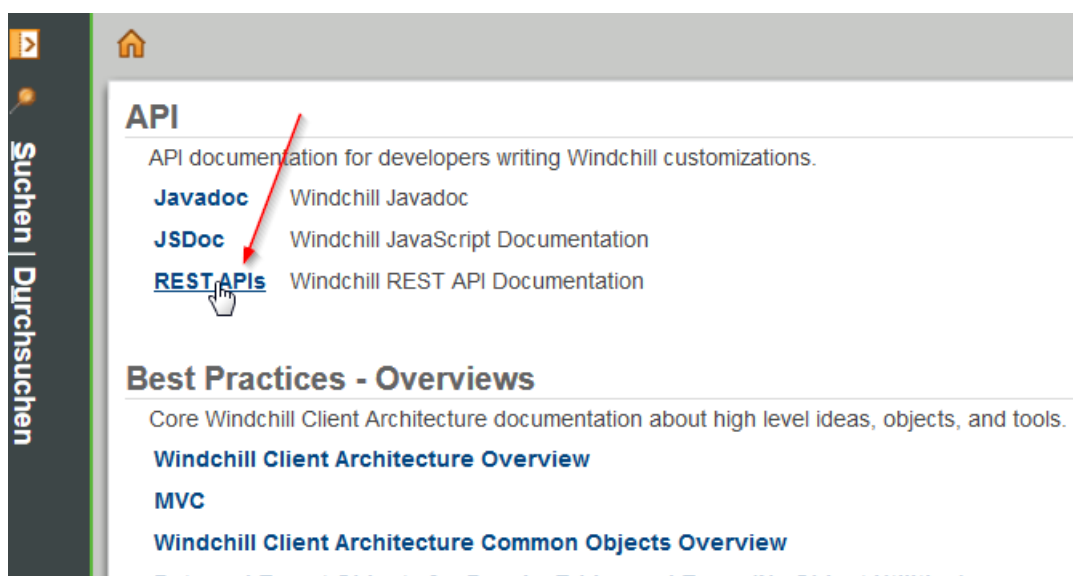 Suchen | Durchsuchen
API
API documentation for developers writing Windchill customizations.
Javadoc Windchill Javadoc
JSDoc Windchill JavaScript Documentation
REST APIs Windchill REST API Documentation
Best Practices - Overviews
Core Windchill Client Architecture documentation about high level ideas, objects, and tools.
Windchill Client Architecture Overview
MVC
Windchill Client Architecture Common Objects Overview